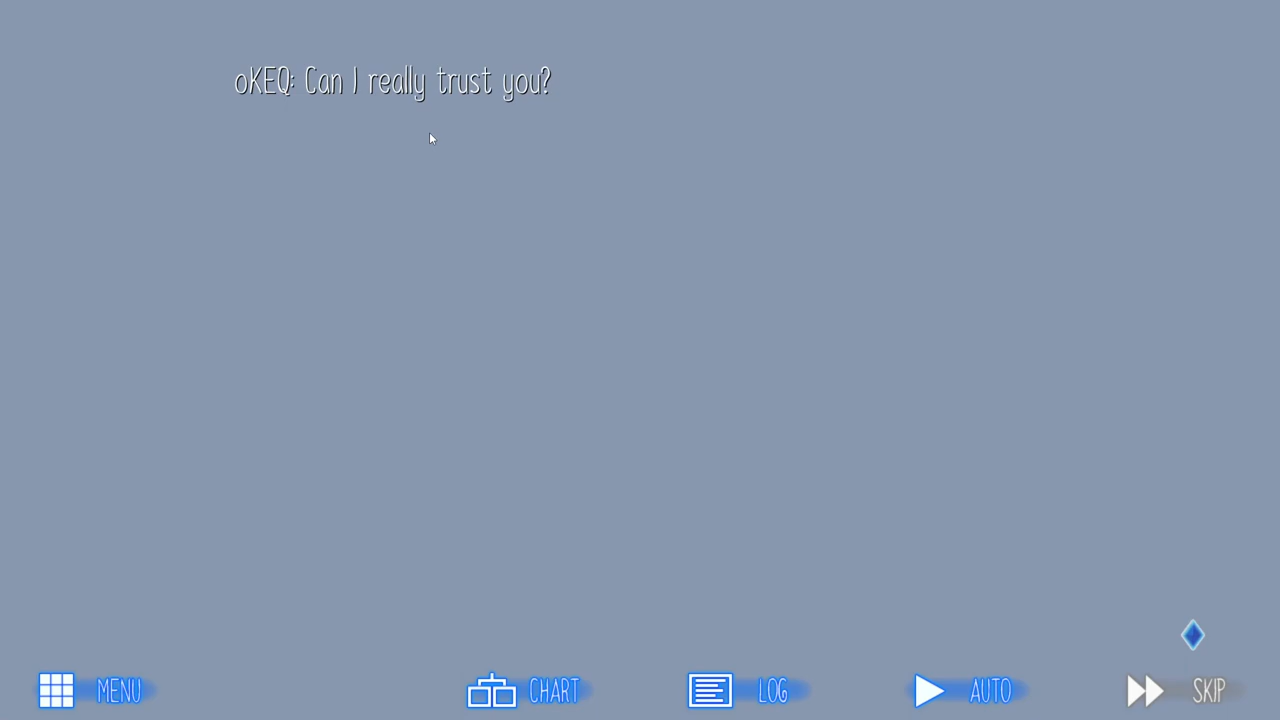 oKEQ: Can I really trust you?
MENU
CHART
LOG
AUTO
SKIP